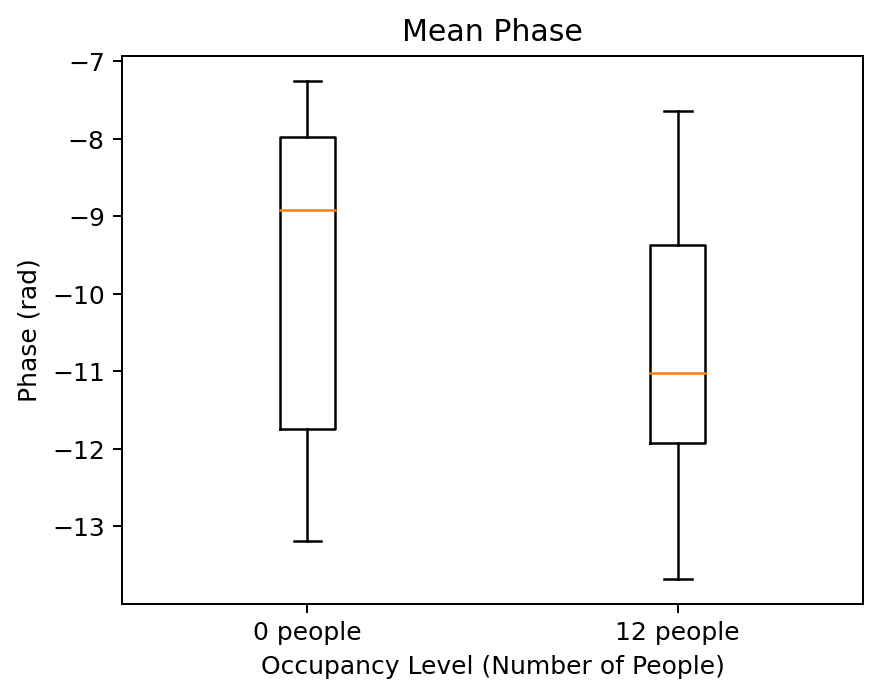 Mean Phase
−7
−8
−9
−10
−11
−12
−13
Phase (rad)
0 people
12 people
Occupancy Level (Number of People)